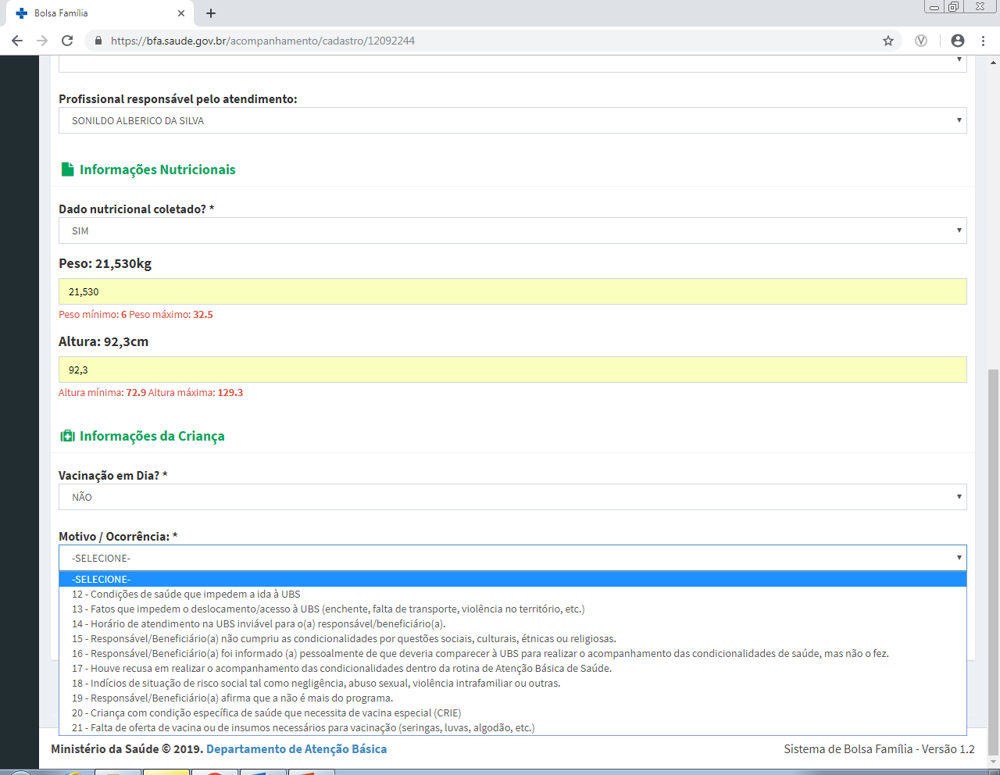 Bolsa Família
https://bfa.saude.gov.br/acompanhamento/cadastro/12092244
Profissional responsável pelo atendimento:
SONILDO ALBERICO DA SILVA
Informações Nutricionais
Dado nutricional coletado? *
SIM
Peso: 21,530kg
21,530
Peso mínimo: 6 Peso máximo: 32.5
Altura: 92,3cm
92,3
Altura mínima: 72.9 Altura máxima: 129.3
Informações da Criança
Vacinação em Dia? *
NÃO
Motivo / Ocorrência: *
-SELECIONE-
-SELECIONE-
12 - Condições de saúde que impedem a ida à UBS
13 - Fatos que impedem o deslocamento/acesso à UBS (enchente, falta de transporte, violência no território, etc.)
14 - Horário de atendimento na UBS inviável para o(a) responsável/beneficiário(a).
15 - Responsável/Beneficiário(a) não cumpriu as condicionalidades por questões sociais, culturais, étnicas ou religiosas.
16 - Responsável/Beneficiário(a) foi informado (a) pessoalmente de que deveria comparecer à UBS para realizar o acompanhamento das condicionalidades de saúde, mas não o fez.
17 - Houve recusa em realizar o acompanhamento das condicionalidades dentro da rotina de Atenção Básica de Saúde.
18 - Indícios de situação de risco social tal como negligência, abuso sexual, violência intrafamiliar ou outras.
19 - Responsável/Beneficiário(a) afirma que a não é mais do programa.
20 - Criança com condição específica de saúde que necessita de vacina especial (CRIE)
21 - Falta de oferta de vacina ou de insumos necessários para vacinação (seringas, luvas, algodão, etc.)
Ministério da Saúde © 2019. Departamento de Atenção Básica
Sistema de Bolsa Família - Versão 1.2